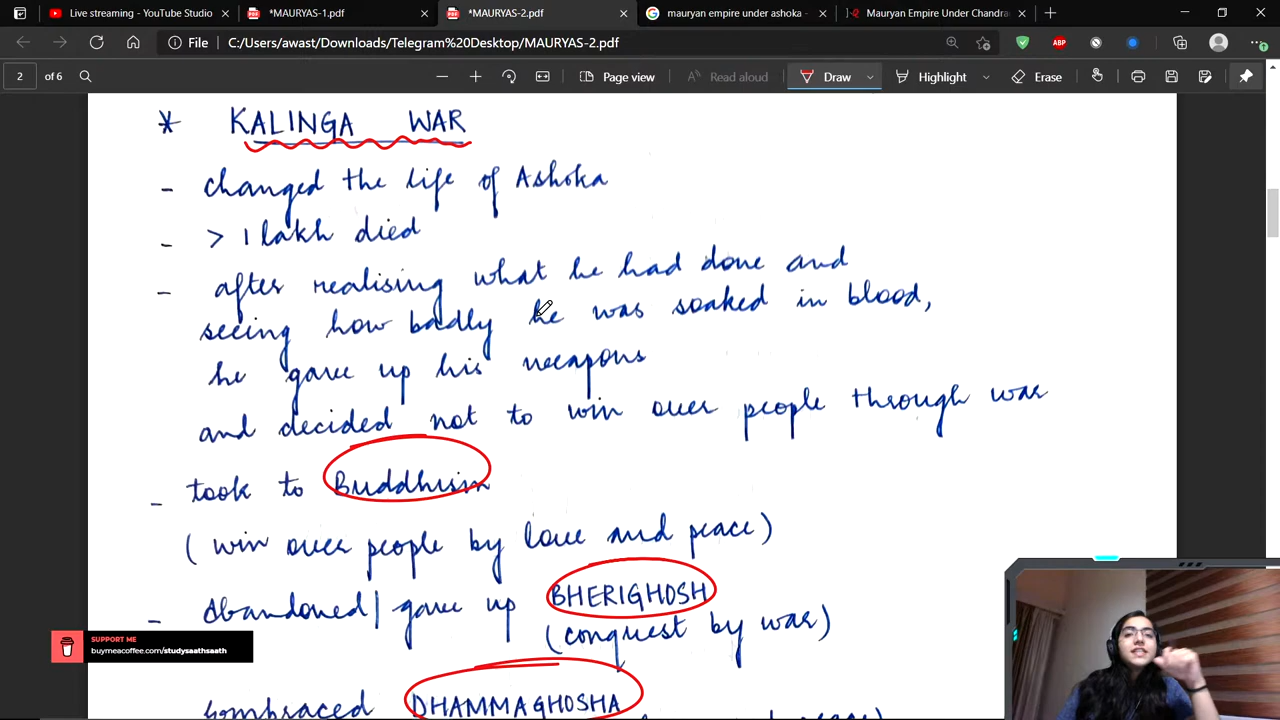 Live streaming - YouTube Studio
*MAURYAS-1.pdf
*MAURYAS-2.pdf
mauryan empire under ashoka -
Mauryan Empire Under Chandra
File C:/Users/awast/Downloads/Telegram%20Desktop/MAURYAS-2.pdf
2 of 6 Page view Read aloud Draw Highlight Erase
* KALINGA WAR
- changed the life of Ashoka
- > 1 lakh died
- after realising what he had done and
seeing how badly he was soaked in blood,
he gave up his weapons
and decided not to win over people through war
- took to Buddhism
(win over people by love and peace)
- abandoned/gave up BHERIGHOSH
(conquest by war)
SUPPORT ME
buymeacoffee.com/studysaathsaath
DHAMMAGHOSHA